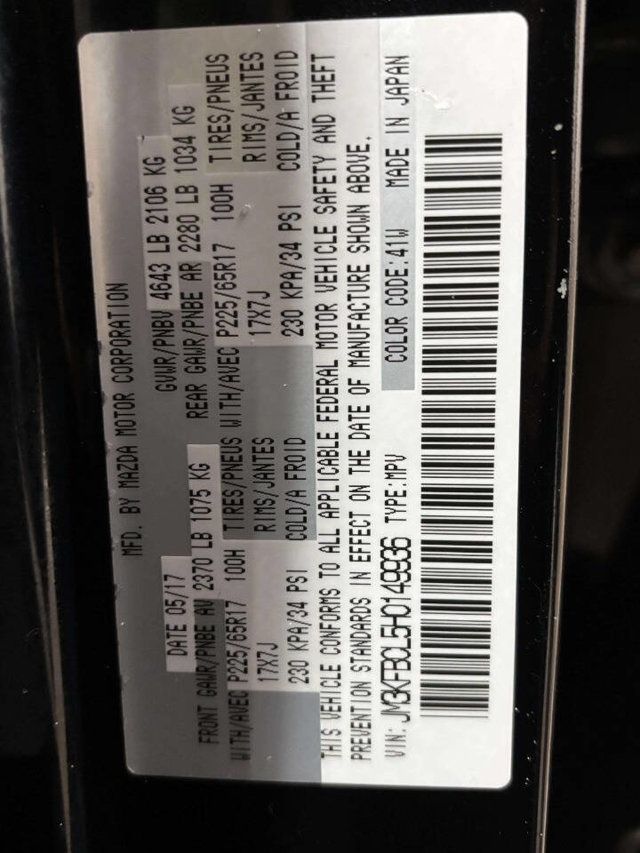 MFD. BY MAZDA MOTOR CORPORATION
DATE 05/17 GVWR/PNBV 4643 LB 2106 KG
FRONT GAWR/PNBE AV 2370 LB 1075 KG REAR GAWR/PNBE AR 2280 LB 1034 KG
WITH/AVEC P225/65R17 100H TIRES/PNEUS WITH/AVEC P225/65R17 100H TIRES/PNEUS
17X7J RIMS/JANTES 17X7J RIMS/JANTES
230 KPA/34 PSI COLD/A FROID 230 KPA/34 PSI COLD/A FROID
THIS VEHICLE CONFORMS TO ALL APPLICABLE FEDERAL MOTOR VEHICLE SAFETY AND THEFT
PREVENTION STANDARDS IN EFFECT ON THE DATE OF MANUFACTURE SHOWN ABOVE.
COLOR CODE:41W MADE IN JAPAN
VIN: JM3KFBCL5H0149936 TYPE:MPV